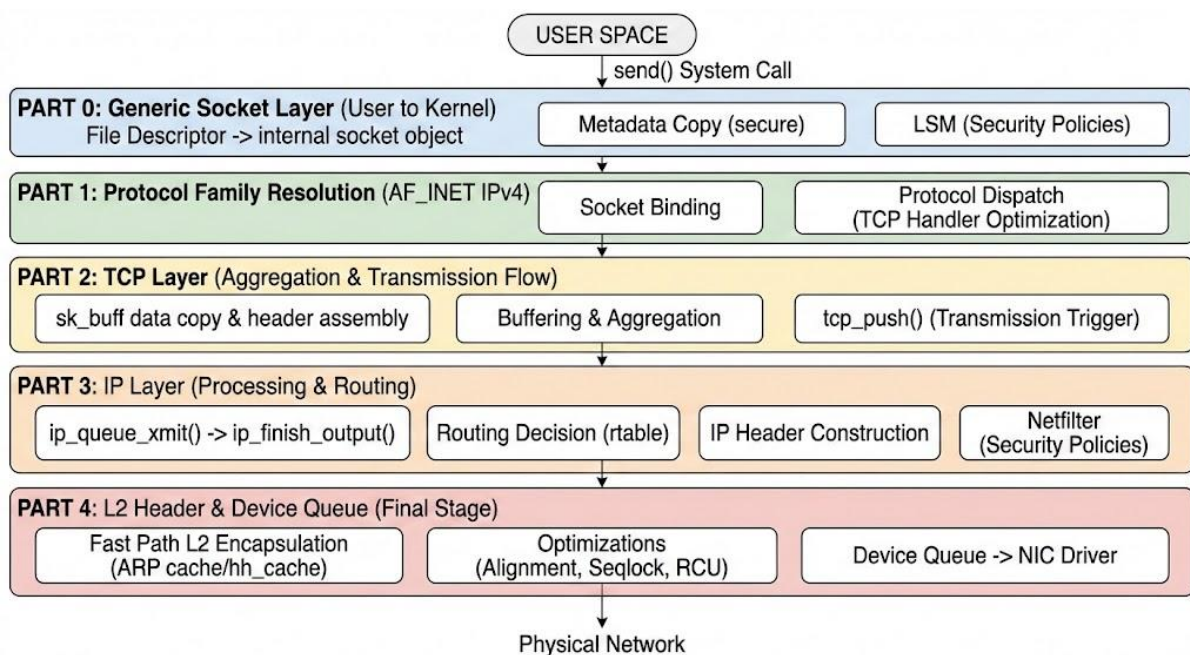 USER SPACE
send() System Call
PART 0: Generic Socket Layer (User to Kernel)
File Descriptor -> internal socket object
Metadata Copy (secure)
LSM (Security Policies)
PART 1: Protocol Family Resolution (AF_INET IPv4)
Socket Binding
Protocol Dispatch
(TCP Handler Optimization)
PART 2: TCP Layer (Aggregation & Transmission Flow)
sk_buff data copy & header assembly
Buffering & Aggregation
tcp_push() (Transmission Trigger)
PART 3: IP Layer (Processing & Routing)
ip_queue_xmit() -> ip_finish_output()
Routing Decision (rtable)
IP Header Construction
Netfilter
(Security Policies)
PART 4: L2 Header & Device Queue (Final Stage)
Fast Path L2 Encapsulation
(ARP cache/hh_cache)
Optimizations
(Alignment, Seqlock, RCU)
Device Queue -> NIC Driver
Physical Network